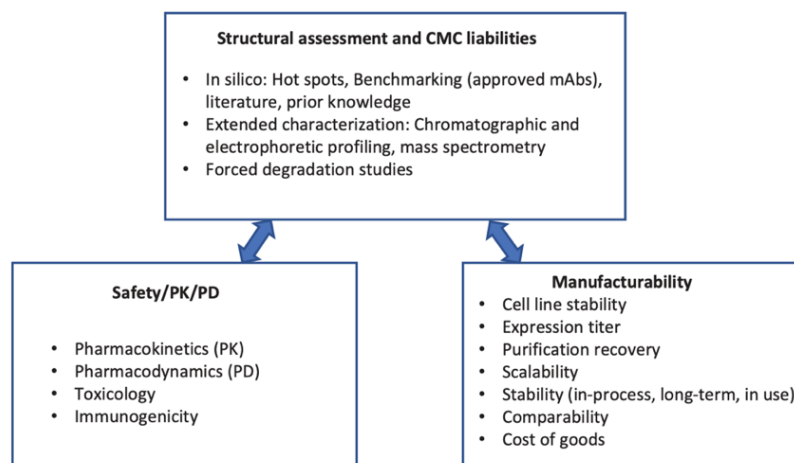 Structural assessment and CMC liabilities
• In silico: Hot spots, Benchmarking (approved mAbs),
literature, prior knowledge
• Extended characterization: Chromatographic and
electrophoretic profiling, mass spectrometry
• Forced degradation studies
Safety/PK/PD
• Pharmacokinetics (PK)
• Pharmacodynamics (PD)
• Toxicology
• Immunogenicity
Manufacturability
• Cell line stability
• Expression titer
• Purification recovery
• Scalability
• Stability (in-process, long-term, in use)
• Comparability
• Cost of goods